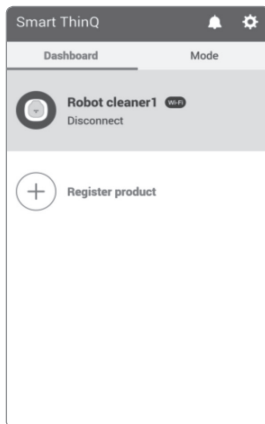 Smart ThinQ
Dashboard Mode
Robot cleaner1 Wi-Fi
Disconnect
Register product